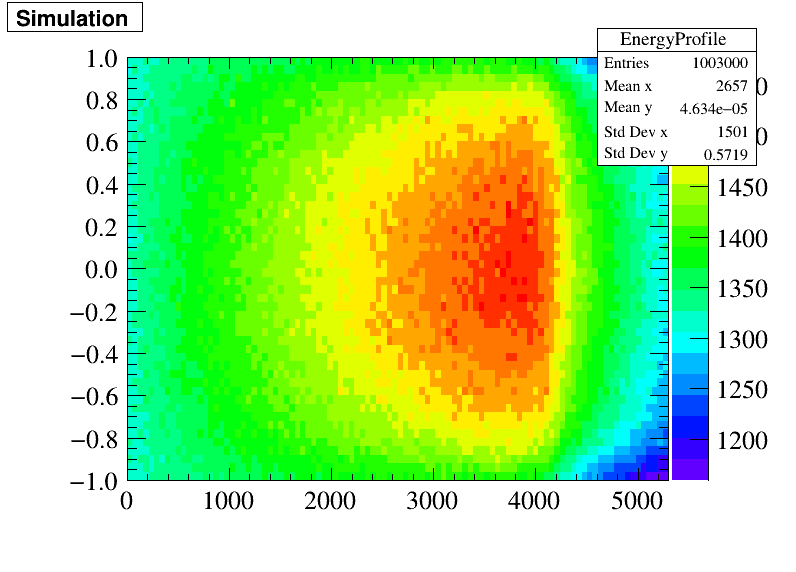 Simulation
EnergyProfile
Entries 1003000
Mean x 2657
Mean y 4.634e−05
Std Dev x 1501
Std Dev y 0.5719
1.0
0.8
0.6
0.4
0.2
0.0
−0.2
−0.4
−0.6
−0.8
−1.0
0 1000 2000 3000 4000 5000
1450
1400
1350
1300
1250
1200